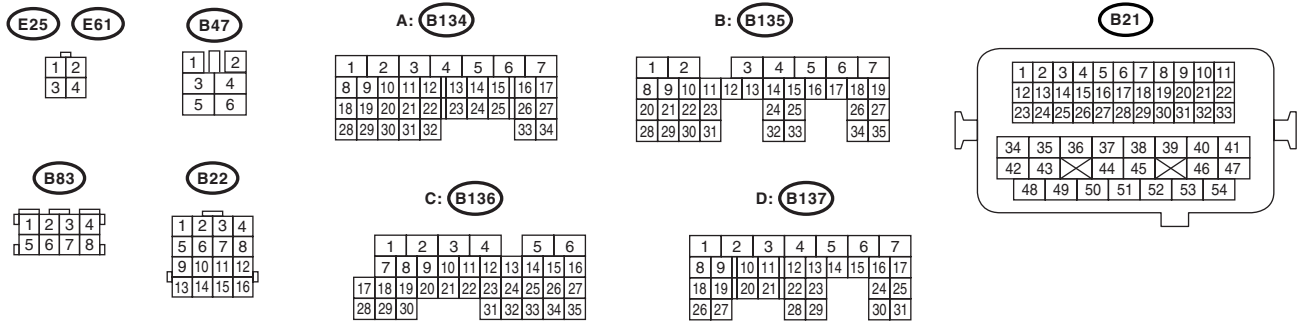 E25 E61
1 2
3 4
B47
1 2
3 4
5 6
A: B134
1 2 3 4 5 6 7
8 9 10 11 12 13 14 15 16 17
18 19 20 21 22 23 24 25 26 27
28 29 30 31 32 33 34
B: B135
1 2 3 4 5 6 7
8 9 10 11 12 13 14 15 16 17 18 19
20 21 22 23 24 25 26 27
28 29 30 31 32 33 34 35
B21
1 2 3 4 5 6 7 8 9 10 11
12 13 14 15 16 17 18 19 20 21 22
23 24 25 26 27 28 29 30 31 32 33
34 35 36 37 38 39 40 41
42 43 44 45 46 47
48 49 50 51 52 53 54
B83
1 2 3 4
5 6 7 8
B22
1 2 3 4
5 6 7 8
9 10 11 12
13 14 15 16
C: B136
1 2 3 4 5 6
7 8 9 10 11 12 13 14 15 16
17 18 19 20 21 22 23 24 25 26 27
28 29 30 31 32 33 34 35
D: B137
1 2 3 4 5 6 7
8 9 10 11 12 13 14 15 16 17
18 19 20 21 22 23 24 25
26 27 28 29 30 31